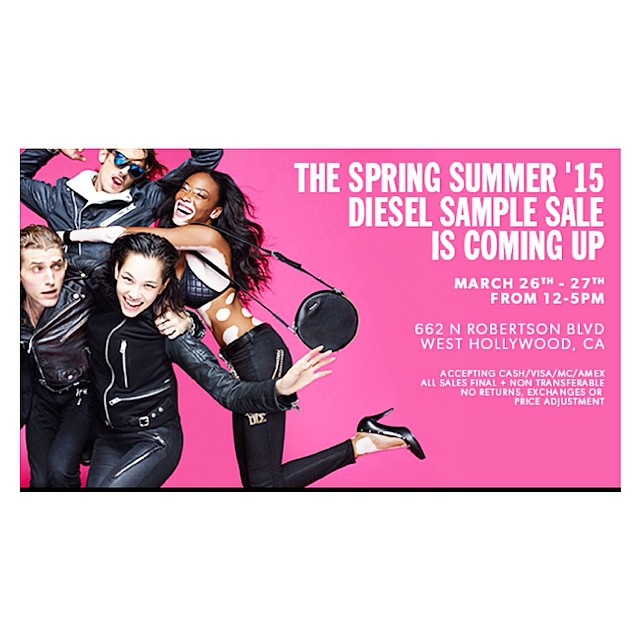 THE SPRING SUMMER '15
DIESEL SAMPLE SALE
IS COMING UP
MARCH 26TH - 27TH
FROM 12-5PM
662 N ROBERTSON BLVD
WEST HOLLYWOOD, CA
ACCEPTING CASH/VISA/MC/AMEX
ALL SALES FINAL + NON TRANSFERABLE
NO RETURNS, EXCHANGES OR
PRICE ADJUSTMENT